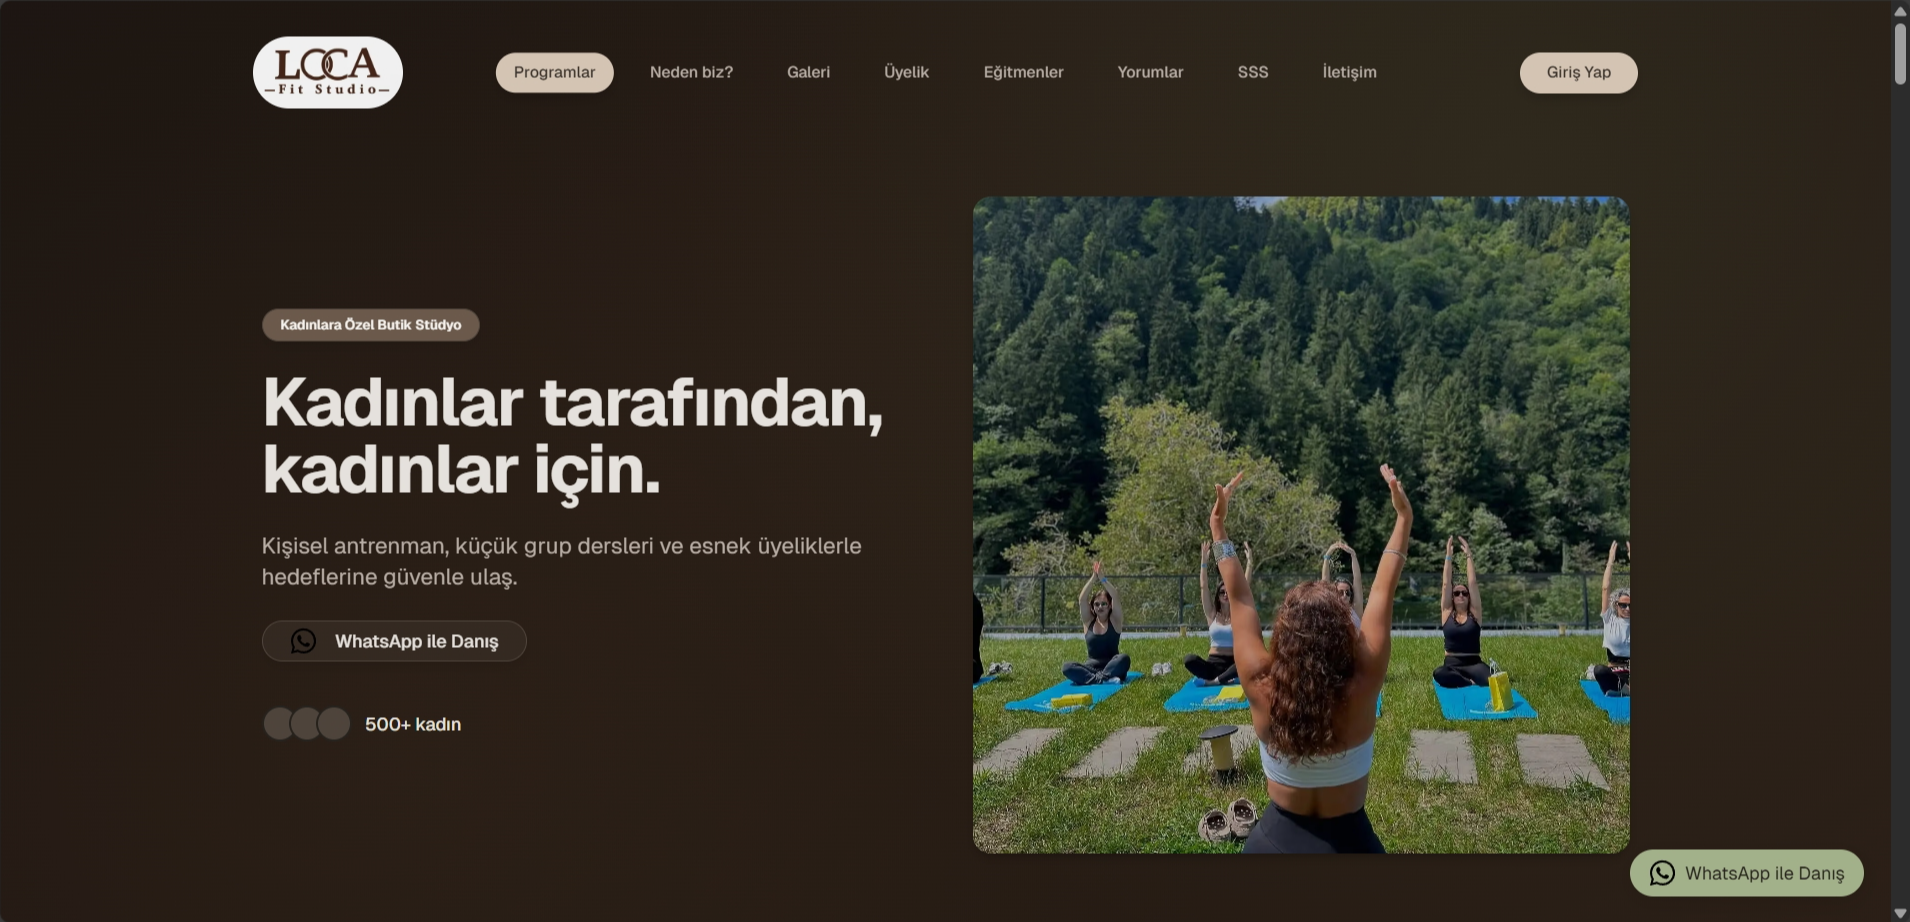 LOCA
Fit Studio
Programlar
Neden biz?
Galeri
Üyelik
Eğitmenler
Yorumlar
SSS
İletişim
Giriş Yap
Kadınlara Özel Butik Stüdyo
Kadınlar tarafından,
kadınlar için.
Kişisel antrenman, küçük grup dersleri ve esnek üyeliklerle
hedeflerine güvenle ulaş.
WhatsApp ile Danış
500+ kadın
WhatsApp ile Danış